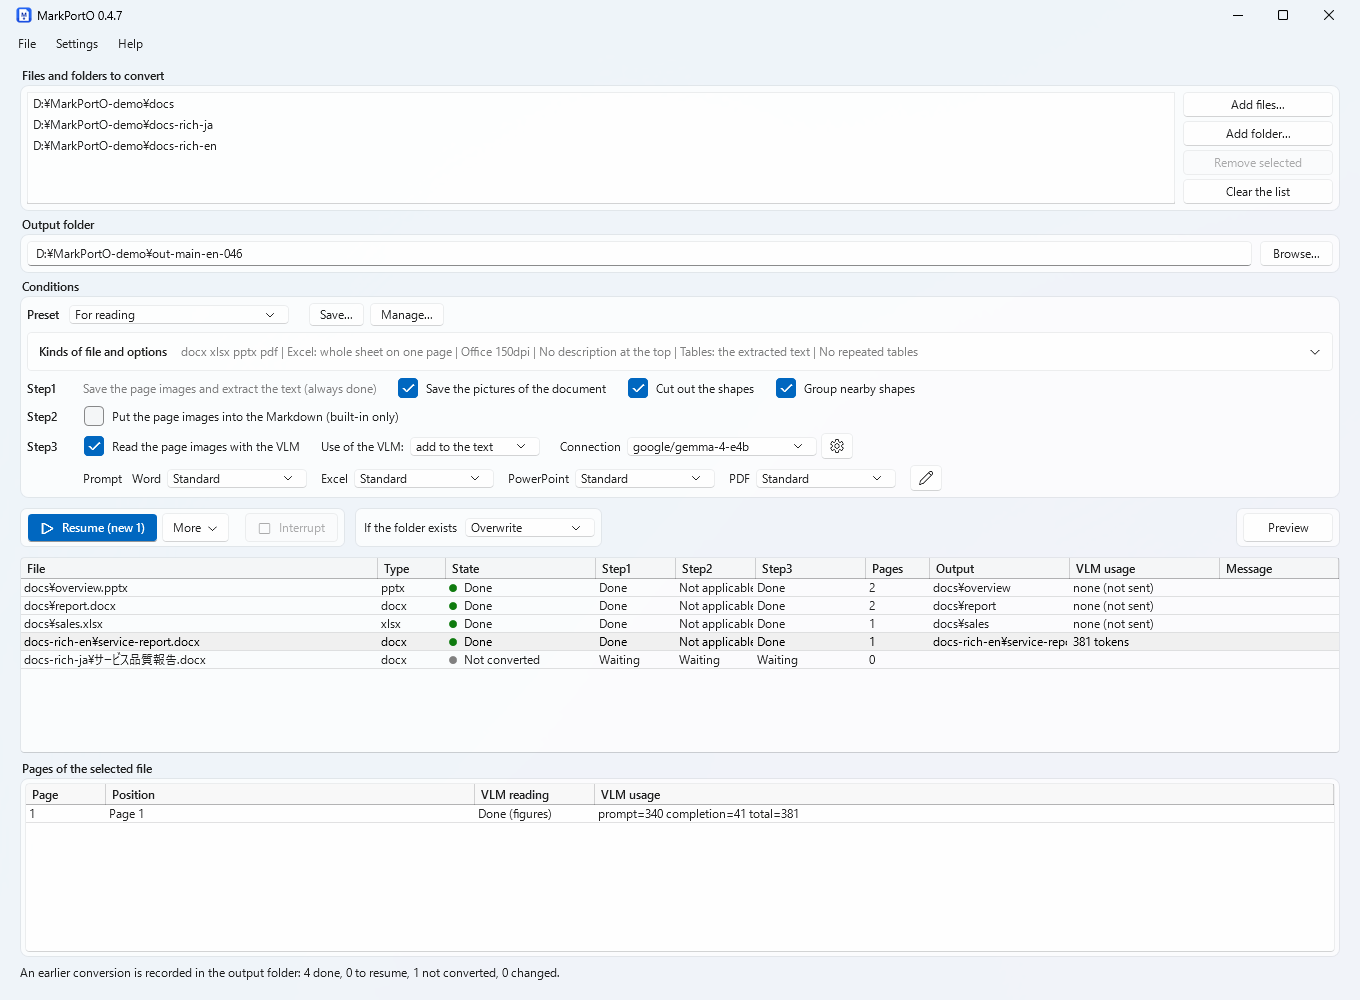 MarkPortO 0.4.7
File Settings Help
Files and folders to convert
D:¥MarkPortO-demo¥docs
D:¥MarkPortO-demo¥docs-rich-ja
D:¥MarkPortO-demo¥docs-rich-en
Add files...
Add folder...
Remove selected
Clear the list
Output folder
D:¥MarkPortO-demo¥out-main-en-046 Browse...
Conditions
Preset For reading Save... Manage...
Kinds of file and options docx xlsx pptx pdf | Excel: whole sheet on one page | Office 150dpi | No description at the top | Tables: the extracted text | No repeated tables
Step1 Save the page images and extract the text (always done) Save the pictures of the document Cut out the shapes Group nearby shapes
Step2 Put the page images into the Markdown (built-in only)
Step3 Read the page images with the VLM Use of the VLM: add to the text Connection google/gemma-4-e4b
Prompt Word Standard Excel Standard PowerPoint Standard PDF Standard
Resume (new 1) More Interrupt If the folder exists Overwrite Preview
File Type State Step1 Step2 Step3 Pages Output VLM usage Message
docs¥overview.pptx pptx Done Done Not applicable Done 2 docs¥overview none (not sent)
docs¥report.docx docx Done Done Not applicable Done 2 docs¥report none (not sent)
docs¥sales.xlsx xlsx Done Done Not applicable Done 1 docs¥sales none (not sent)
docs-rich-en¥service-report.docx docx Done Done Not applicable Done 1 docs-rich-en¥service-repo 381 tokens
docs-rich-ja¥サービス品質報告.docx docx Not converted Waiting Waiting Waiting 0
Pages of the selected file
Page Position VLM reading VLM usage
1 Page 1 Done (figures) prompt=340 completion=41 total=381
An earlier conversion is recorded in the output folder: 4 done, 0 to resume, 1 not converted, 0 changed.